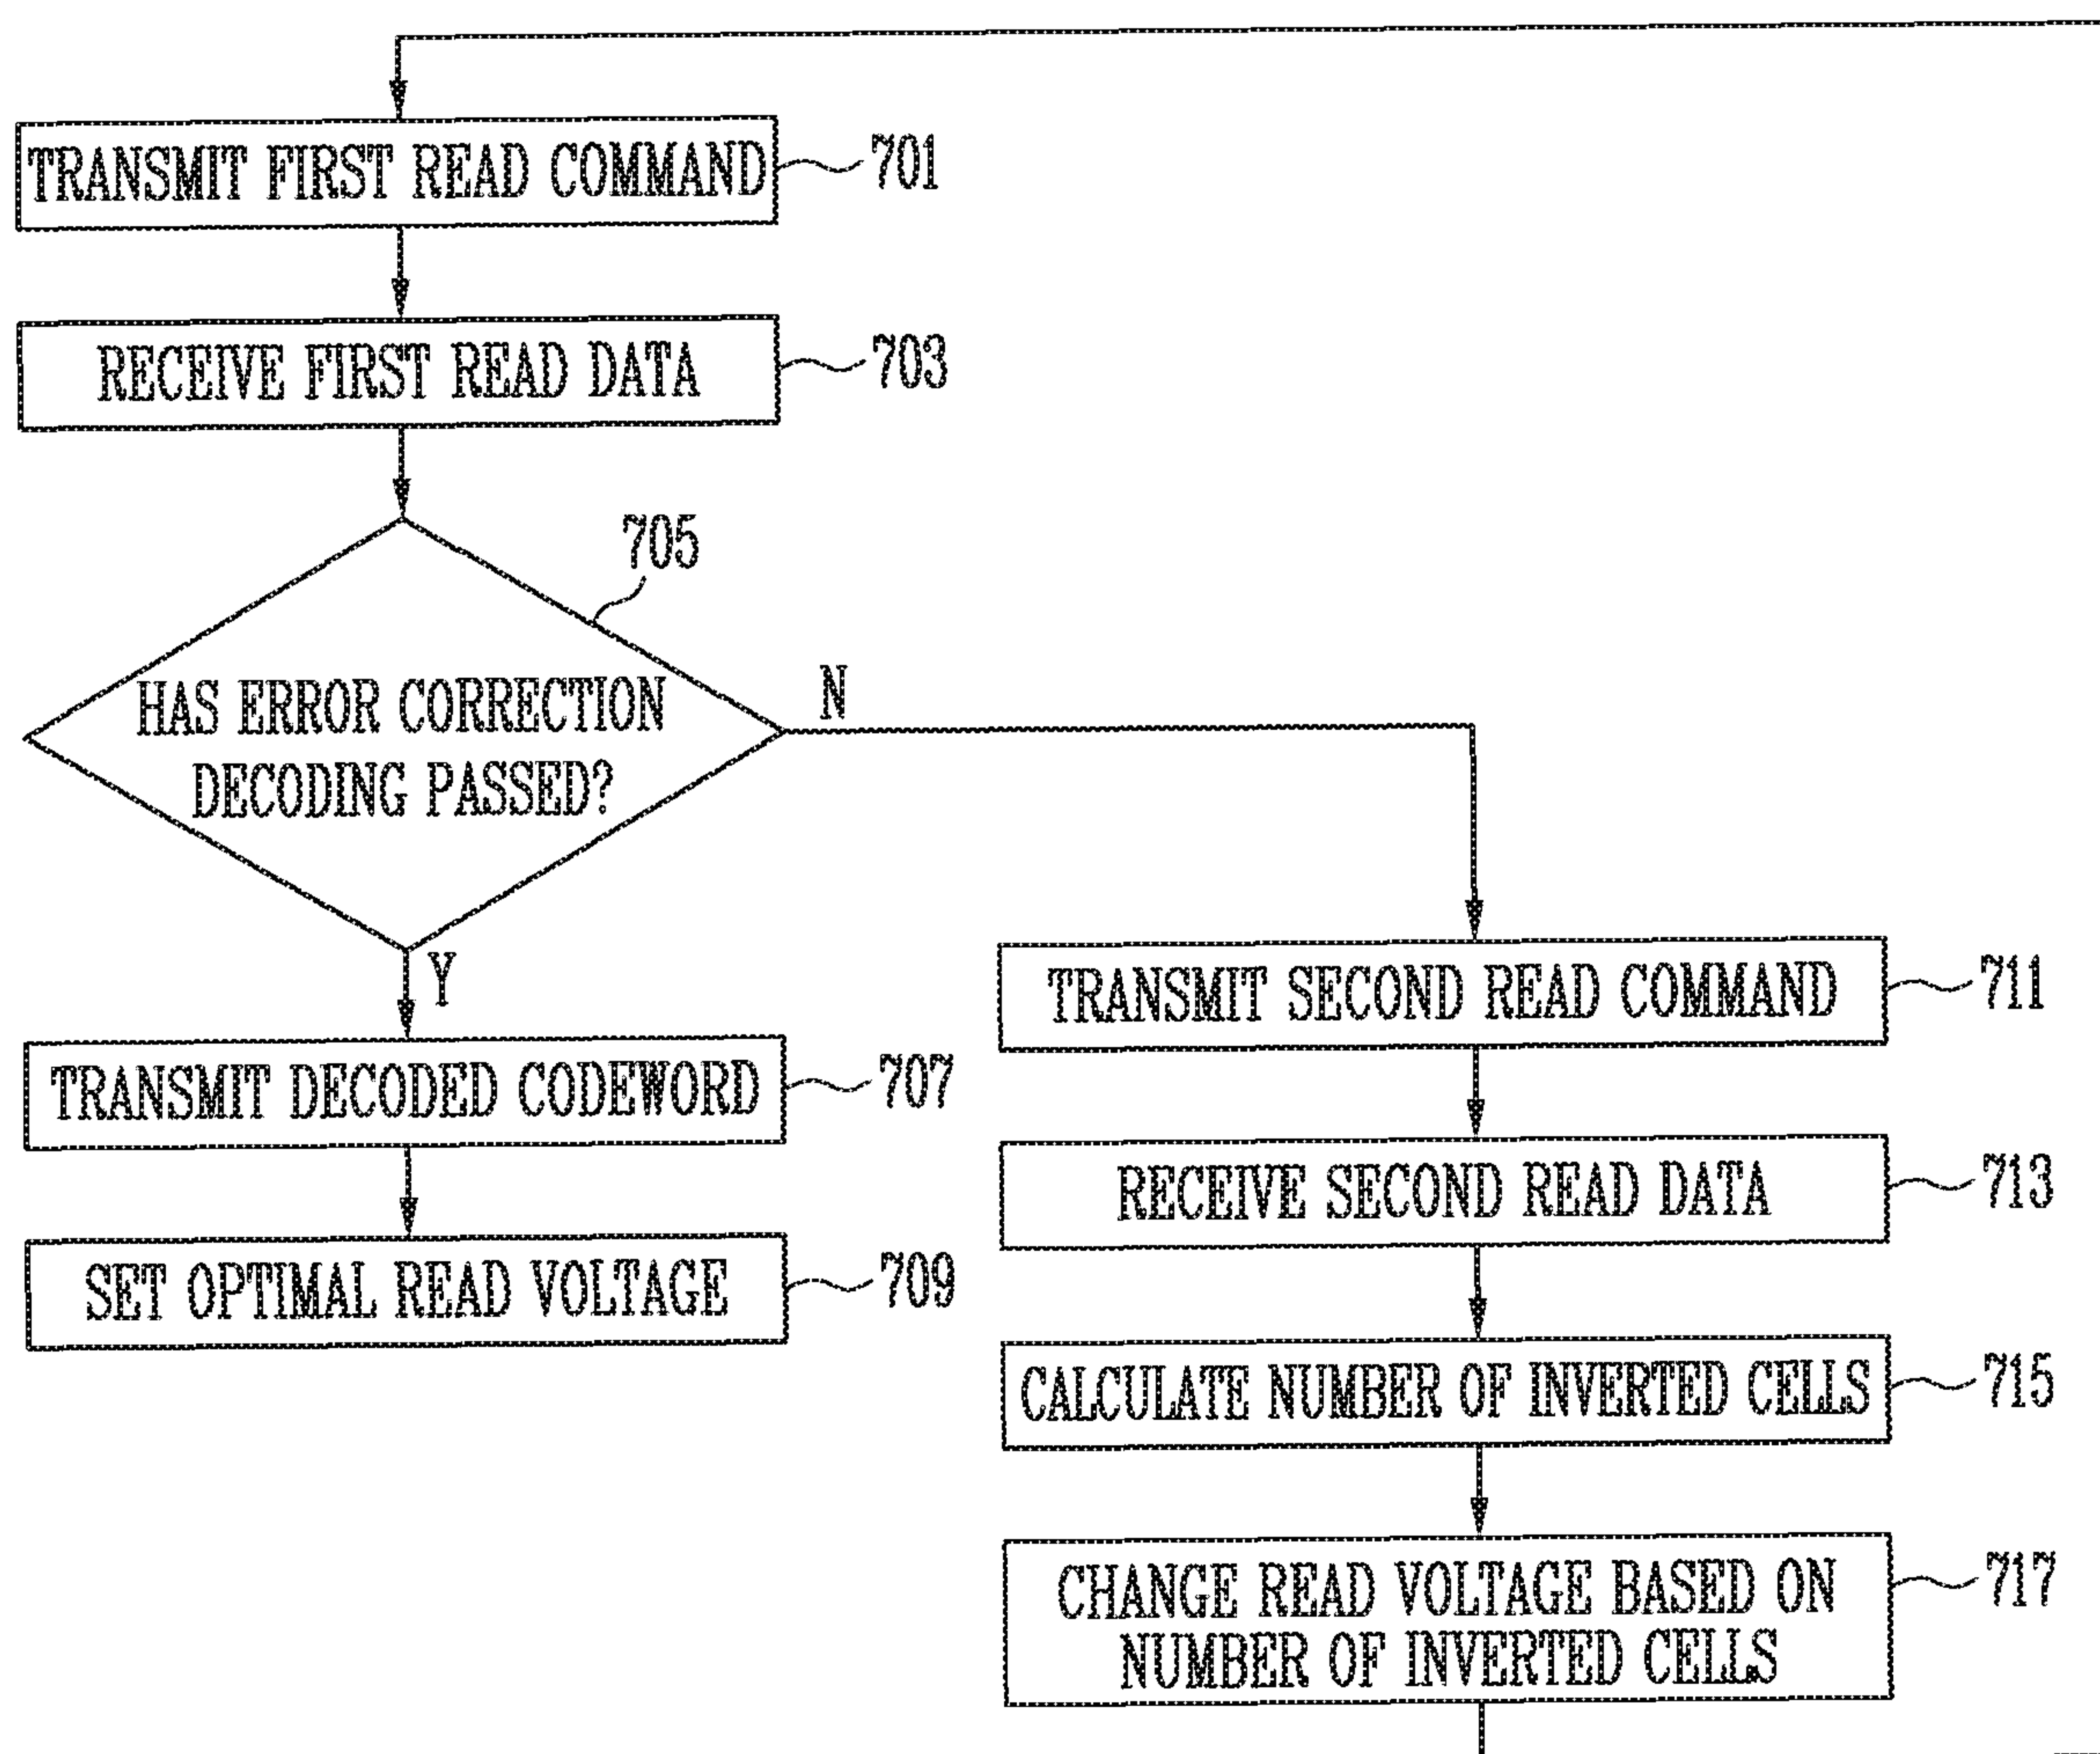 TRANSMIT FIRST READ COMMAND
701
RECEIVE FIRST READ DATA
703
705
HAS ERROR CORRECTION
DECODING PASSED?
N
Y
TRANSMIT DECODED CODEWORD
707
SET OPTIMAL READ VOLTAGE
709
TRANSMIT SECOND READ COMMAND
711
RECEIVE SECOND READ DATA
713
CALCULATE NUMBER OF INVERTED CELLS
715
CHANGE READ VOLTAGE BASED ON
NUMBER OF INVERTED CELLS
717